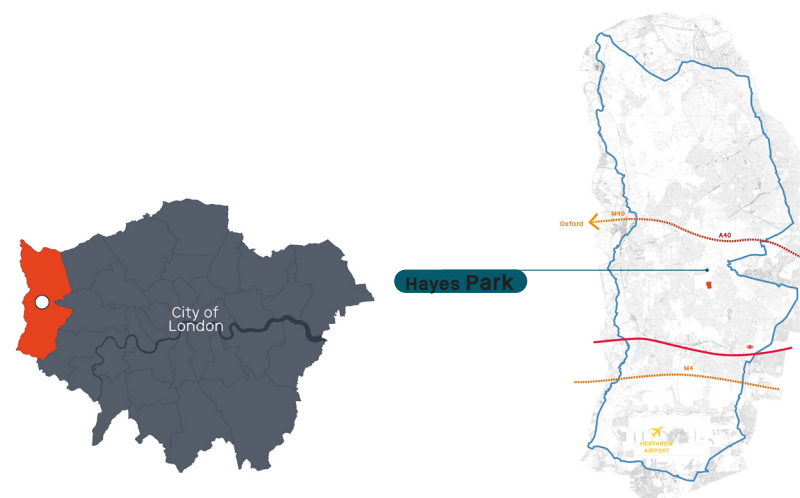 City of
London
Hayes Park
Oxford
M40
A40
M4
HEATHROW
AIRPORT